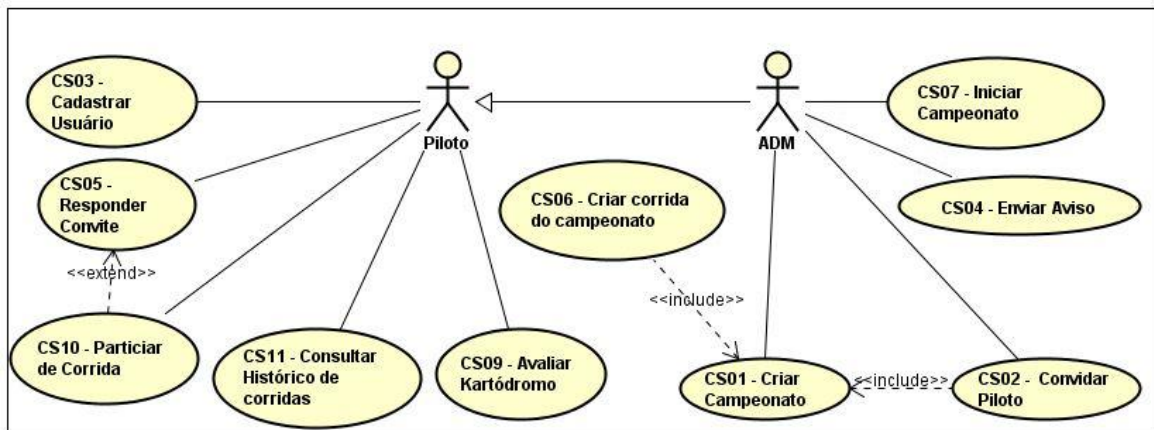 CS03 -
Cadastrar
Usuário
Piloto
ADM
CS07 - Iniciar
Campeonato
CS05 -
Responder
Convite
CS06 - Criar corrida
do campeonato
CS04 - Enviar Aviso
<<extend>>
<<include>>
CS10 - Particiar
de Corrida
CS11 - Consultar
Histórico de
corridas
CS09 - Avaliar
Kartódromo
CS01 - Criar
Campeonato
<<include>>
CS02 - Convidar
Piloto